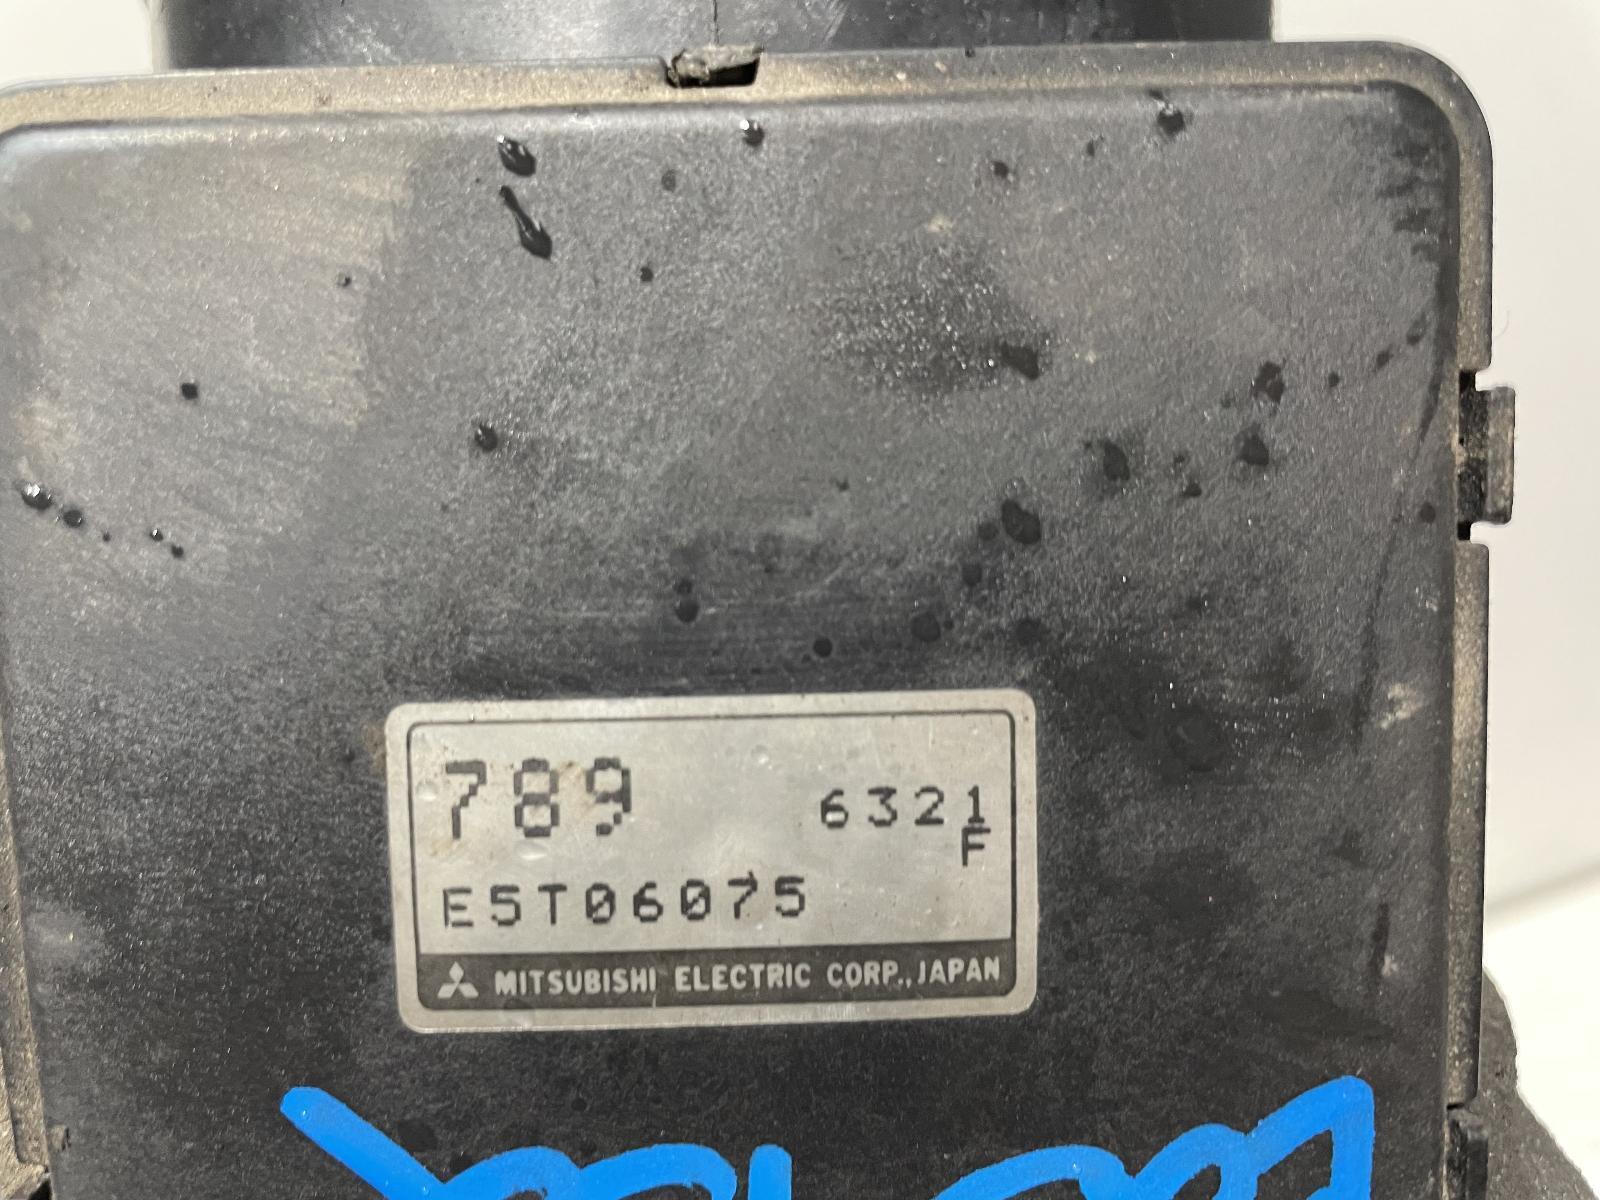 789 6321
F
E5T06075
MITSUBISHI ELECTRIC CORP., JAPAN